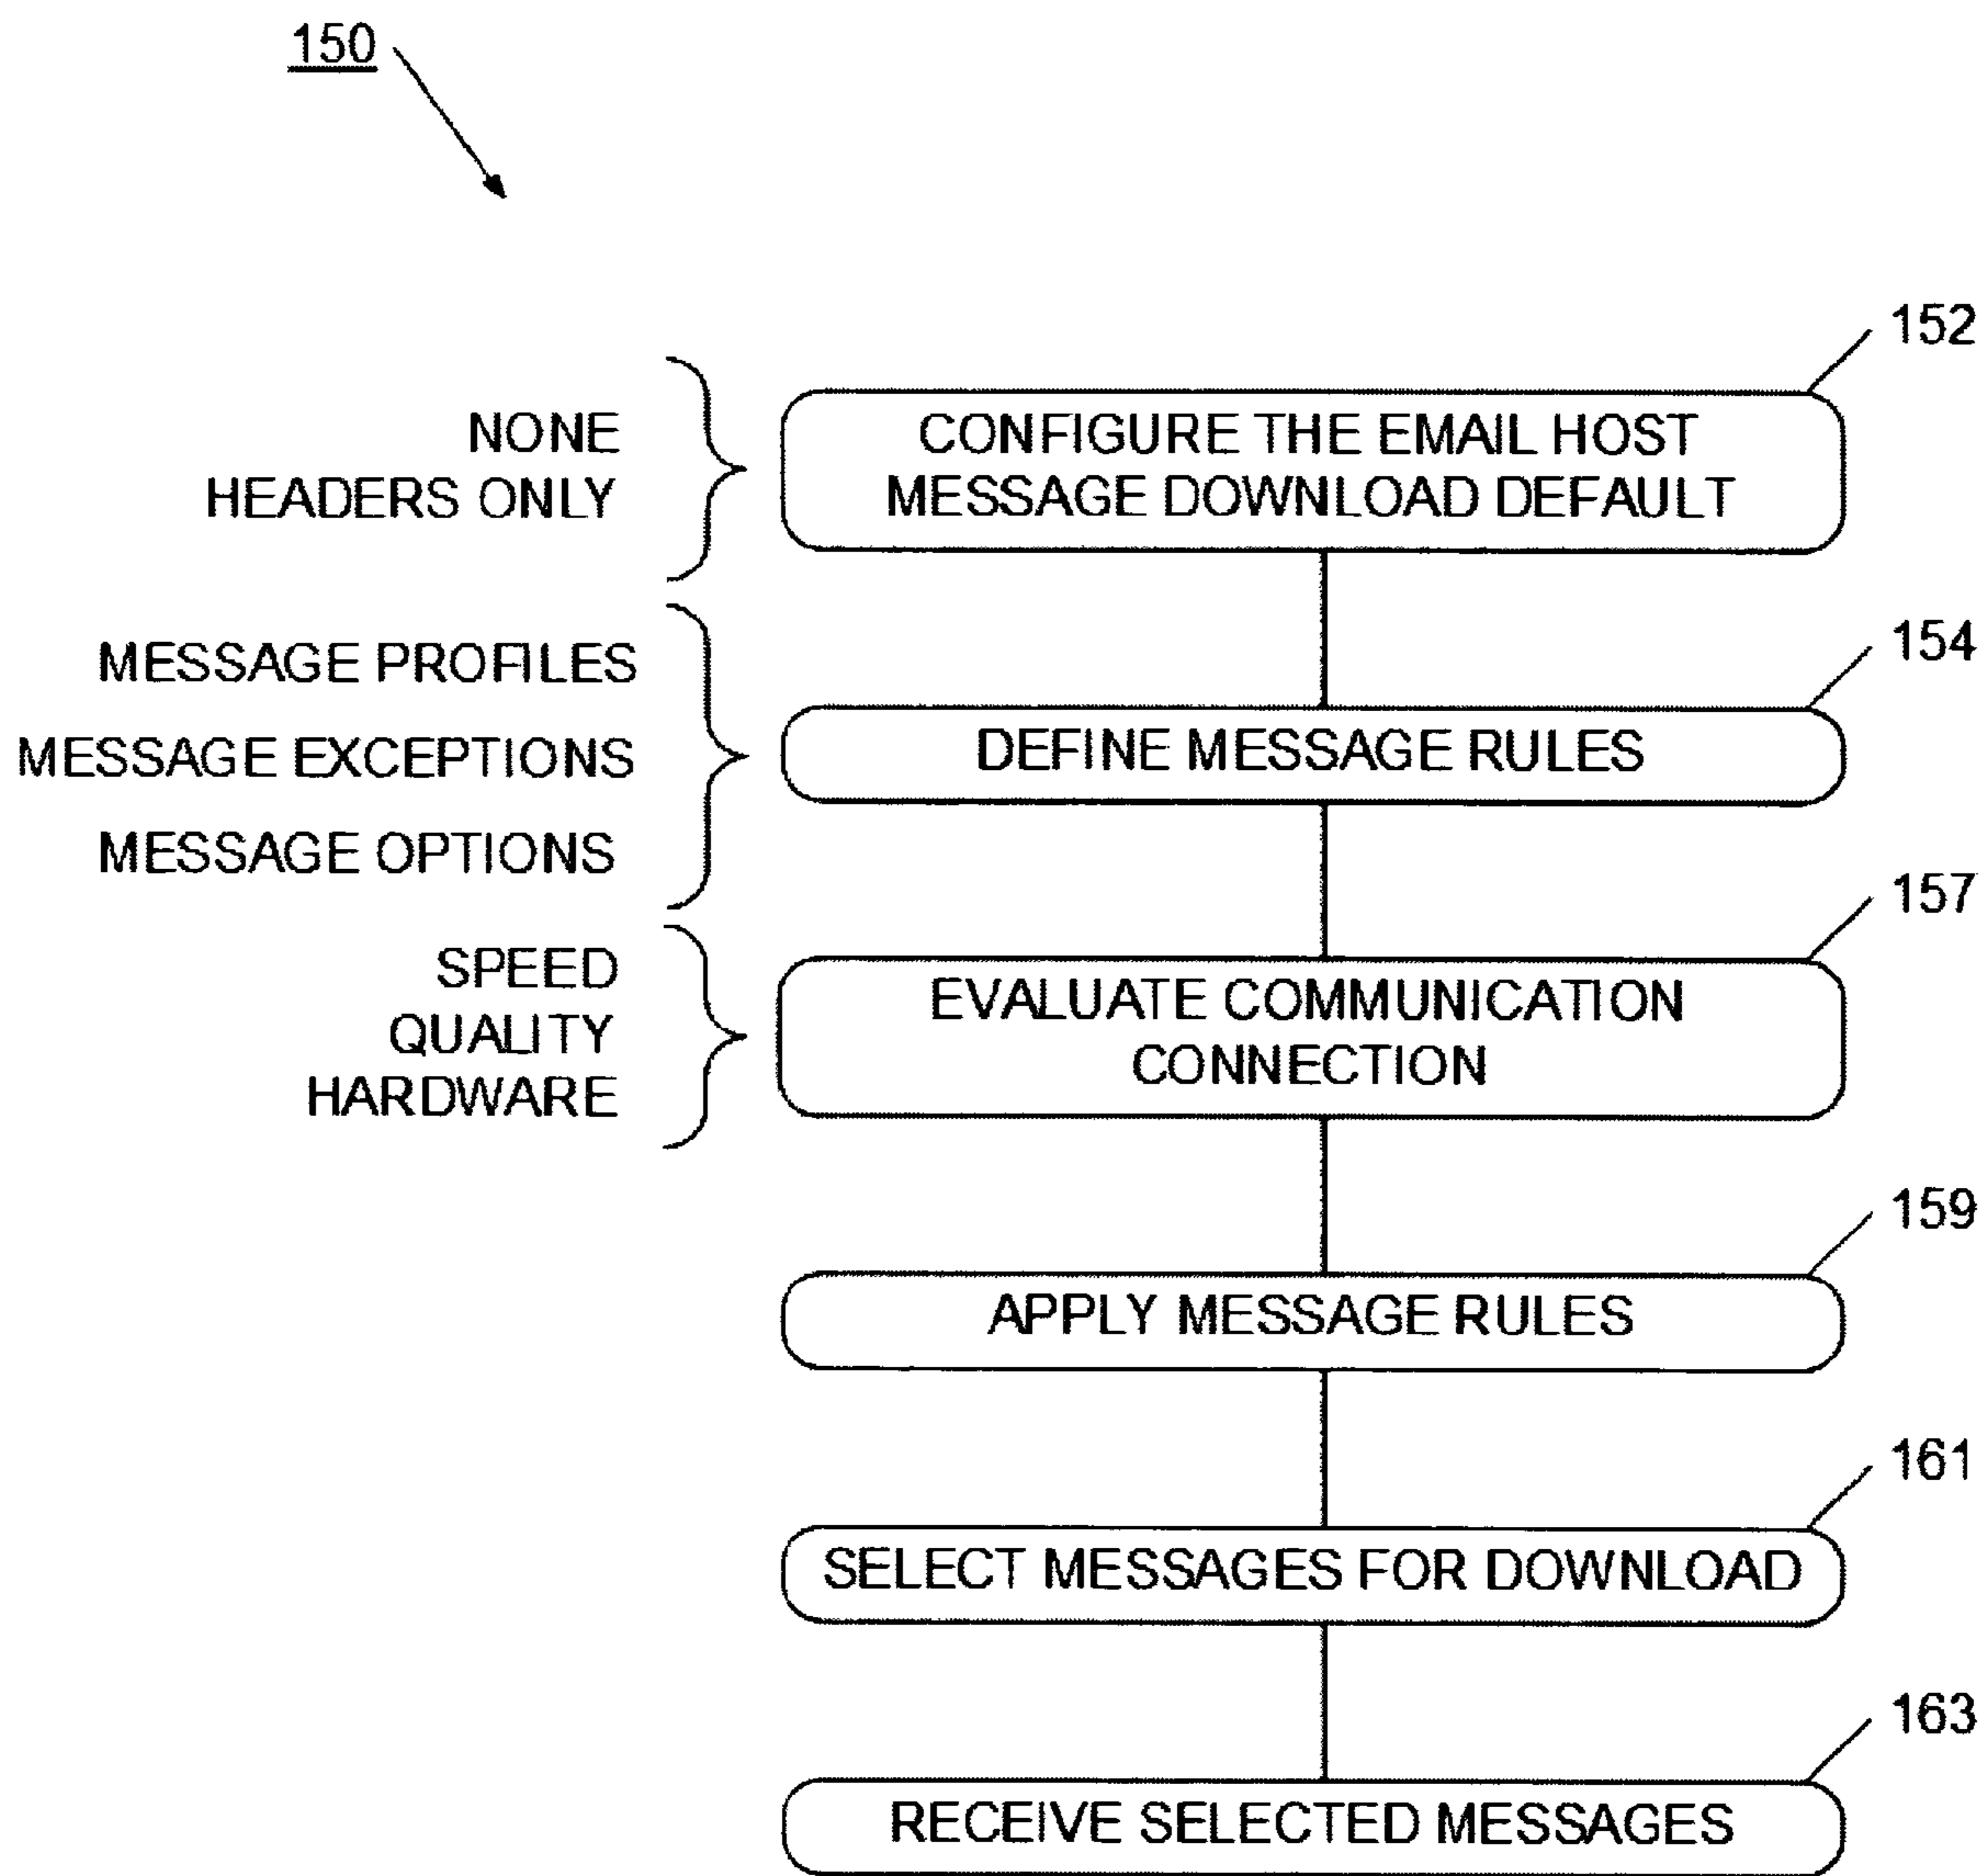 150
152
NONE
HEADERS ONLY
CONFIGURE THE EMAIL HOST
MESSAGE DOWNLOAD DEFAULT
154
MESSAGE PROFILES
MESSAGE EXCEPTIONS
MESSAGE OPTIONS
DEFINE MESSAGE RULES
157
SPEED
QUALITY
HARDWARE
EVALUATE COMMUNICATION
CONNECTION
159
APPLY MESSAGE RULES
161
SELECT MESSAGES FOR DOWNLOAD
163
RECEIVE SELECTED MESSAGES